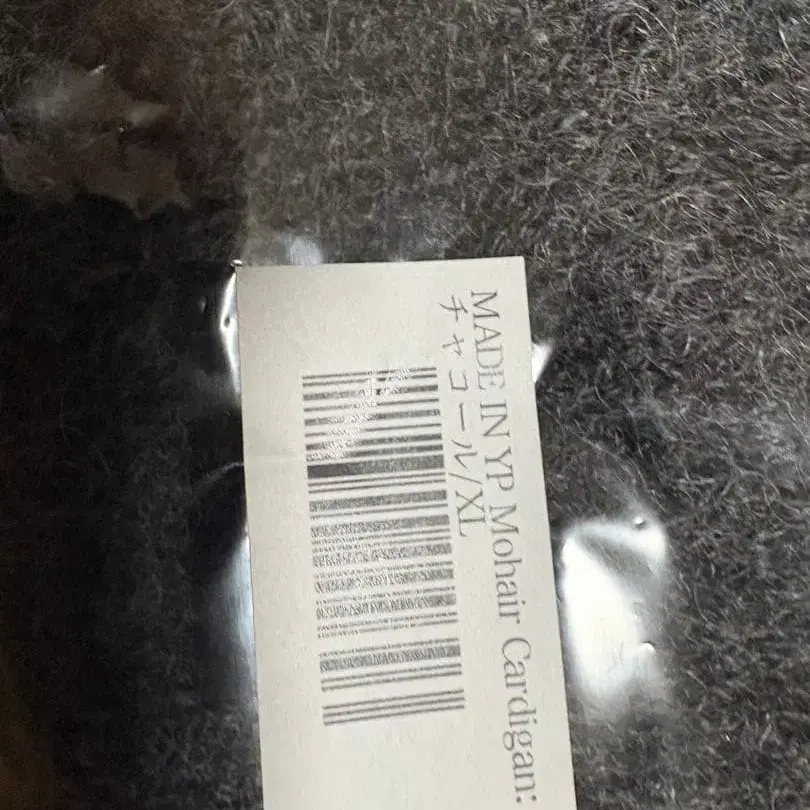 MADE IN YP Mohair Cardigan:
チャコール/XL